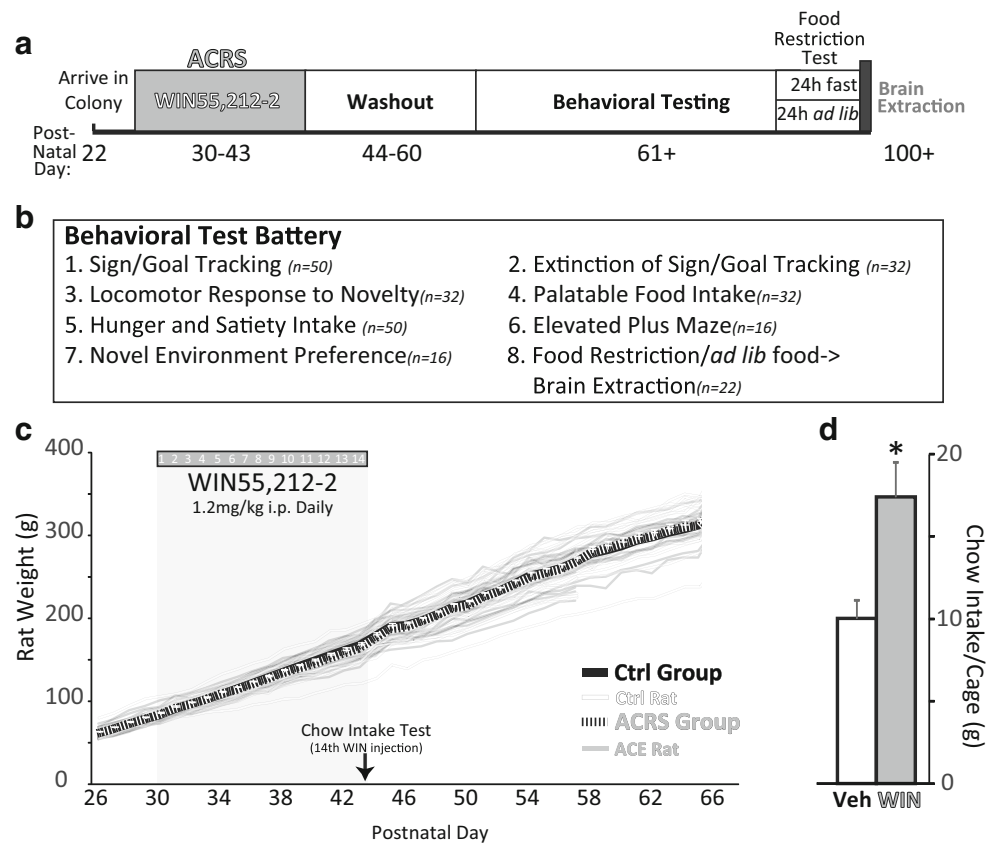 a
ACRS
Food
Restriction
Test
Arrive in
Colony
WIN55,212-2
Washout
Behavioral Testing
24h fast
24h ad lib
Brain
Extraction
Post-
Natal
Day:
22
30-43
44-60
61+
100+
b
Behavioral Test Battery
1. Sign/Goal Tracking (n=50)
2. Extinction of Sign/Goal Tracking (n=32)
3. Locomotor Response to Novelty(n=32)
4. Palatable Food Intake(n=32)
5. Hunger and Satiety Intake (n=50)
6. Elevated Plus Maze(n=16)
7. Novel Environment Preference(n=16)
8. Food Restriction/ad lib food->
Brain Extraction(n=22)
c
400
300
200
100
0
Rat Weight (g)
1 2 3 4 5 6 7 8 9 10 11 12 13 14
WIN55,212-2
1.2mg/kg i.p. Daily
Chow Intake Test
(14th WIN injection)
Ctrl Group
Ctrl Rat
ACRS Group
ACE Rat
26 30 34 38 42 46 50 54 58 62 66
Postnatal Day
d
*
20
10
0
Chow Intake/Cage (g)
Veh WIN